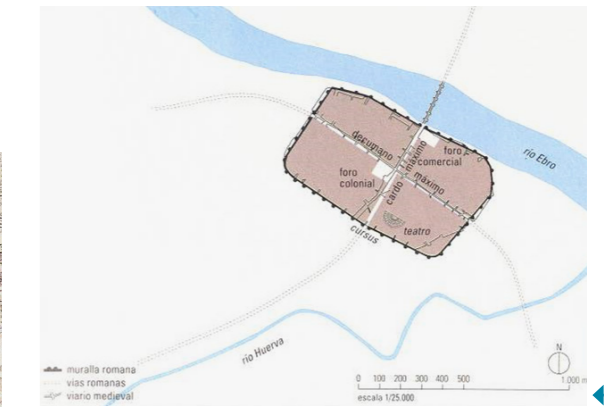 río Ebro
decumano
máximo
foro
comercial
foro
colonial
cardo
máximo
teatro
cursus
río Huerva
muralla romana
vias romanas
viario medieval
N
0 100 200 300 400 500 1.000 m
escala 1/25.000